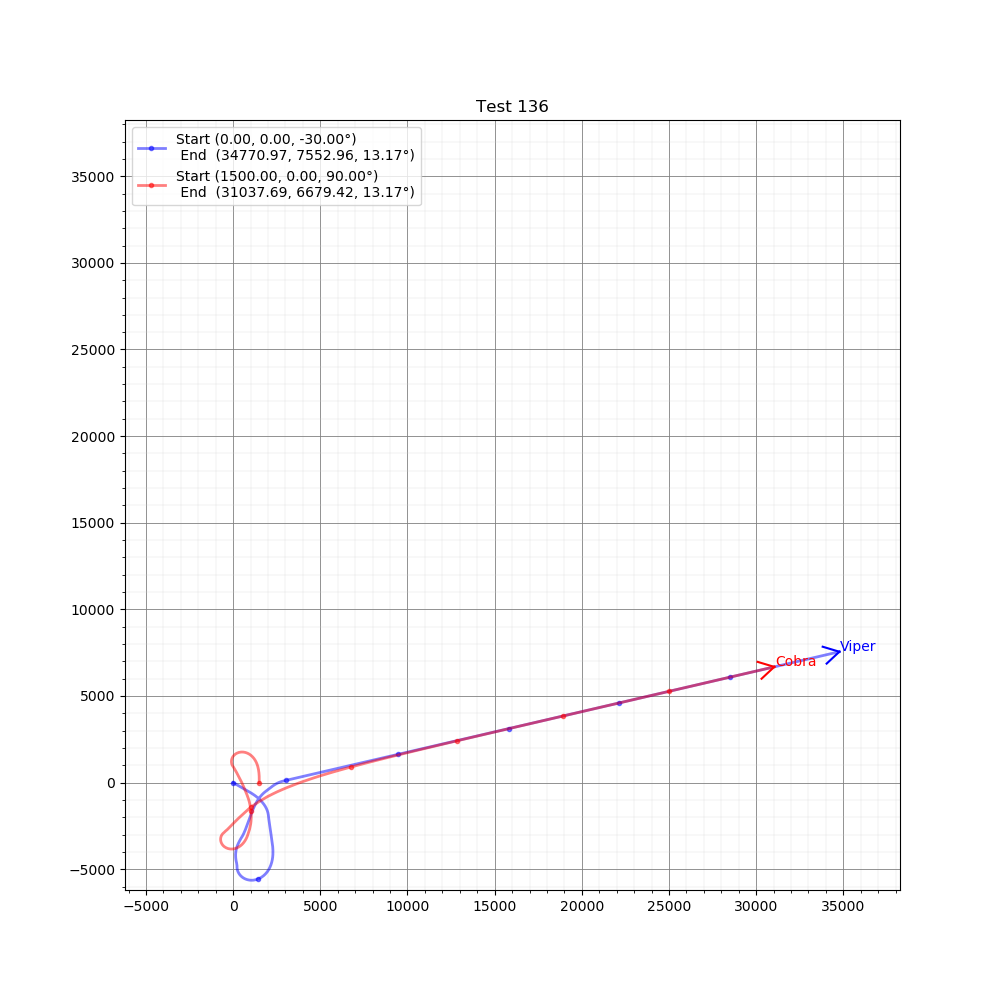 Test 136
Start (0.00, 0.00, -30.00°)
End  (34770.97, 7552.96, 13.17°)
Start (1500.00, 0.00, 90.00°)
End  (31037.69, 6679.42, 13.17°)
35000
30000
25000
20000
15000
10000
5000
0
−5000
Viper
Cobra
−5000 0 5000 10000 15000 20000 25000 30000 35000